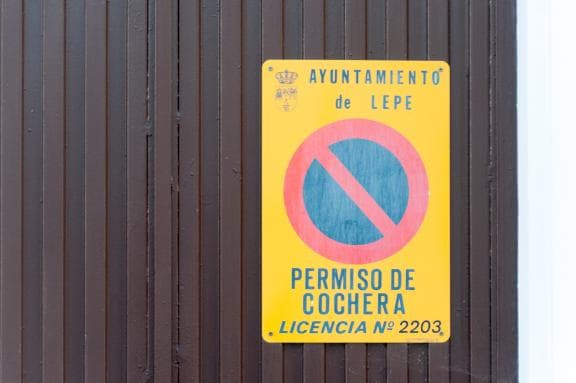 AYUNTAMIENTO
de LEPE
PERMISO DE
COCHERA
LICENCIA Nº 2203